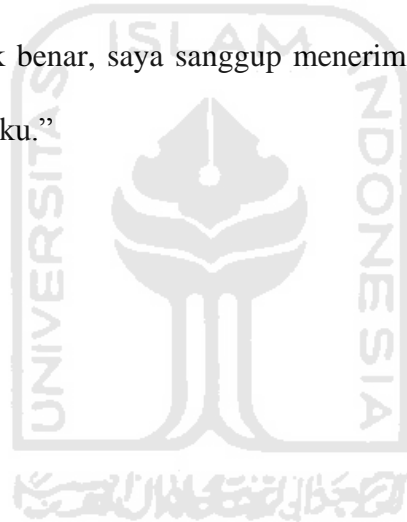 k benar, saya sanggup menerim
ku.”
ISLAM
UNIVERSITAS
INDONESIA